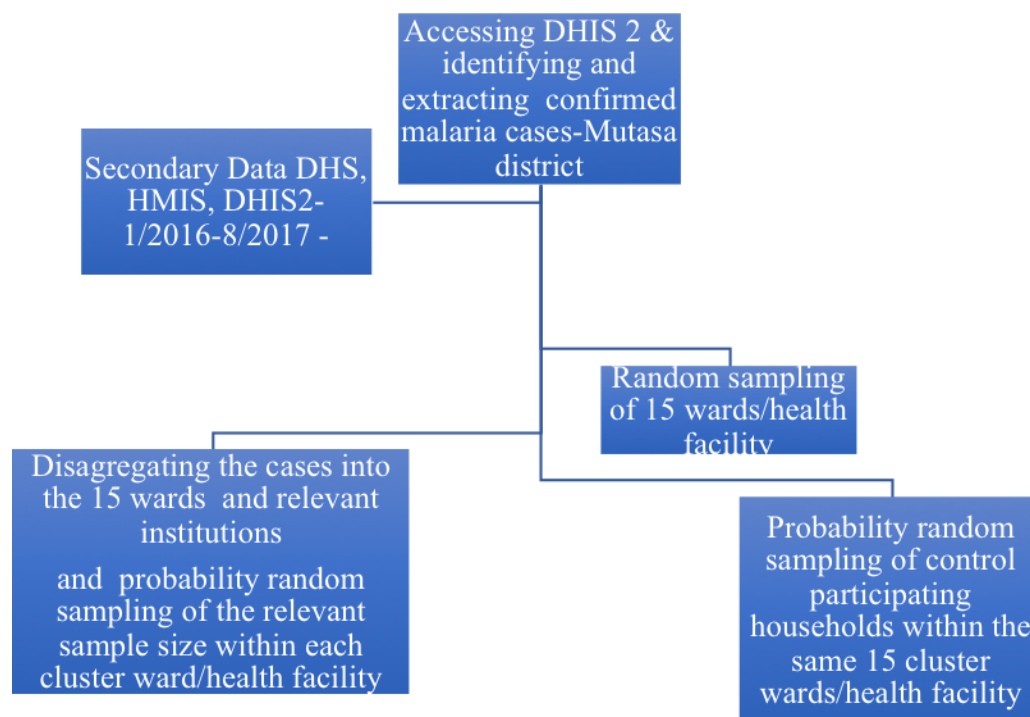 Accessing DHIS 2 &
identifying and
extracting confirmed
malaria cases-Mutasa
district
Secondary Data DHS,
HMIS, DHIS2-
1/2016-8/2017 -
Random sampling
of 15 wards/health
facility
Disagregating the cases into
the 15 wards and relevant
institutions
and probability random
sampling of the relevant
sample size within each
cluster ward/health facility
Probability random
sampling of control
participating
households within the
same 15 cluster
wards/health facility